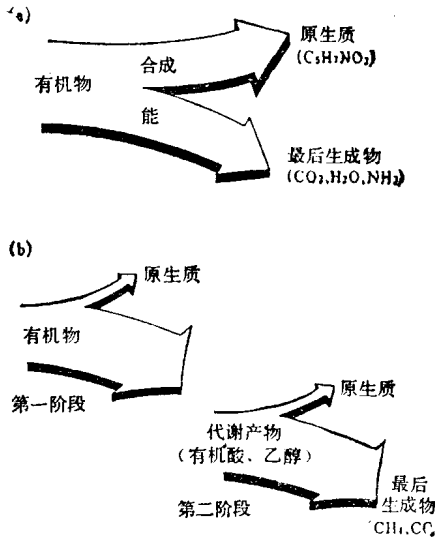 (a)
原生质
(C5H7NO2)
合成
有机物
能
最后生成物
(CO2,H2O,NH3)
(b)
原生质
有机物
第一阶段
原生质
代谢产物
(有机酸、乙醇)
最后
生成物
第二阶段
CH4,CO